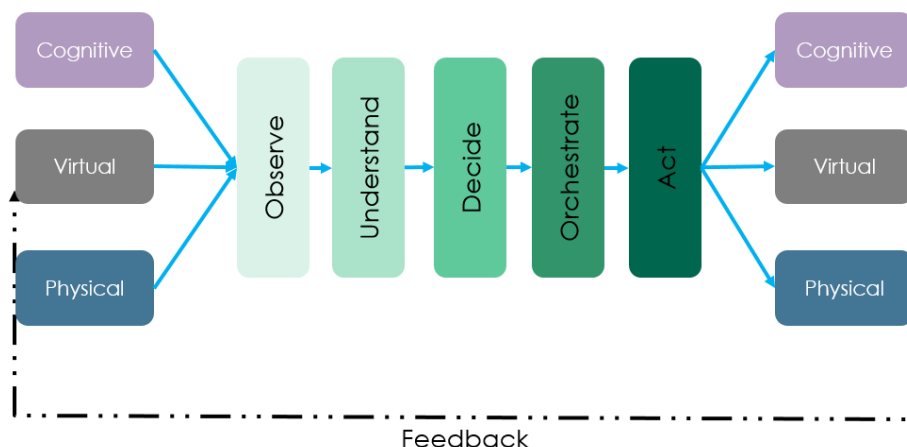 Cognitive
Virtual
Physical
Observe
Understand
Decide
Orchestrate
Act
Cognitive
Virtual
Physical
Feedback